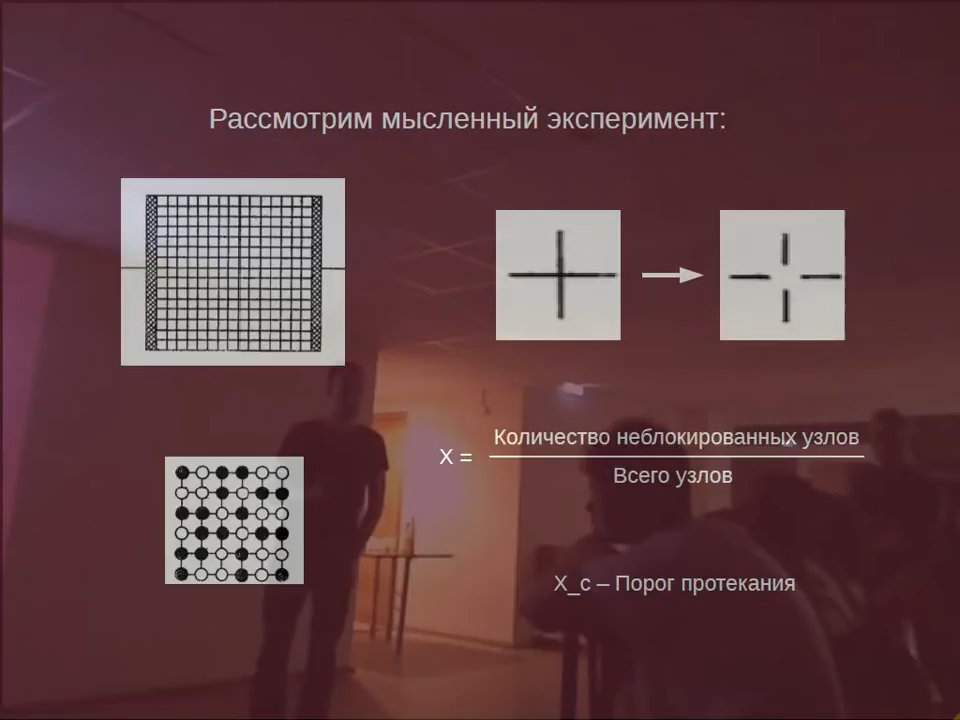 Рассмотрим мысленный эксперимент:
X =
Количество неблокированных узлов
Всего узлов
X_c – Порог протекания